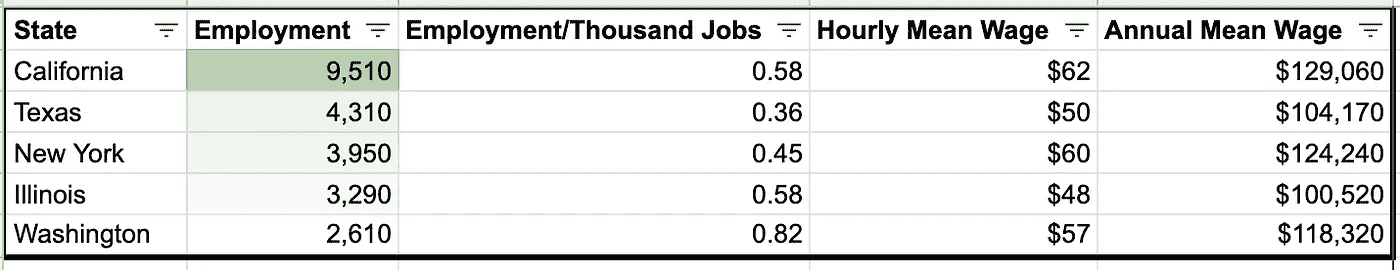 State Employment Employment/Thousand Jobs Hourly Mean Wage Annual Mean Wage
California 9,510 0.58 $62 $129,060
Texas 4,310 0.36 $50 $104,170
New York 3,950 0.45 $60 $124,240
Illinois 3,290 0.58 $48 $100,520
Washington 2,610 0.82 $57 $118,320